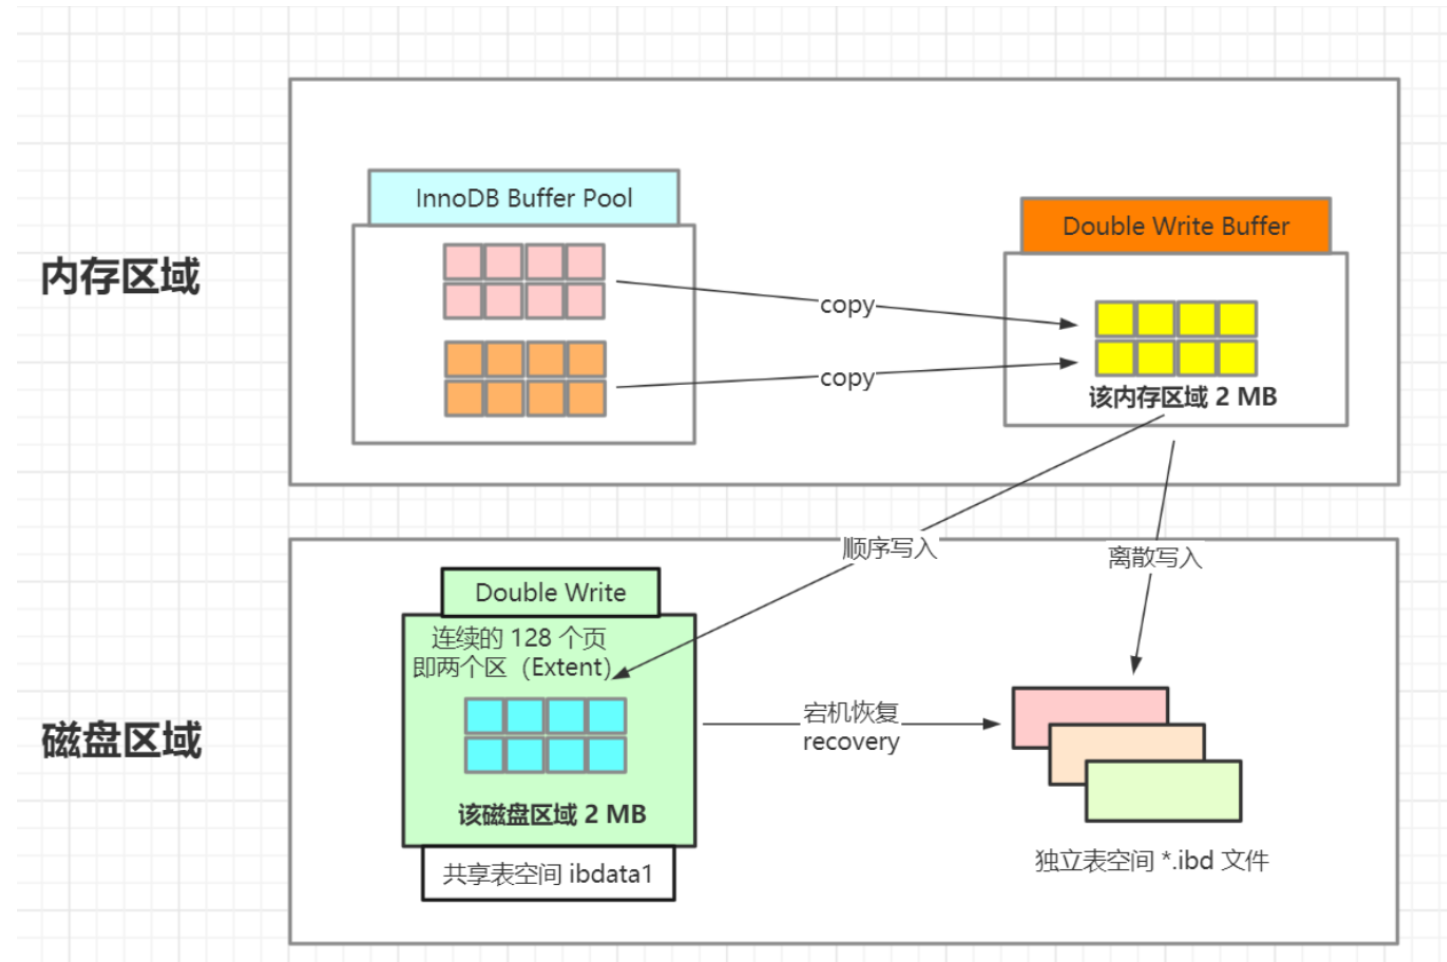 InnoDB Buffer Pool
Double Write Buffer
内存区域
copy
copy
该内存区域 2 MB
顺序写入
离散写入
Double Write
连续的 128 个页
即两个区（Extent）
宕机恢复
recovery
磁盘区域
该磁盘区域 2 MB
共享表空间 ibdata1
独立表空间 *.ibd 文件